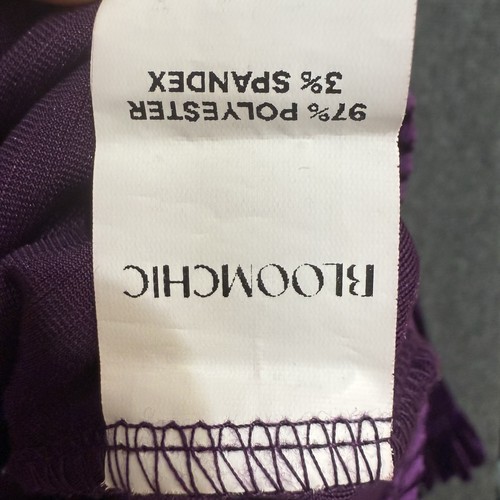 BLOOMCHIC
97% POLYESTER
3% SPANDEX